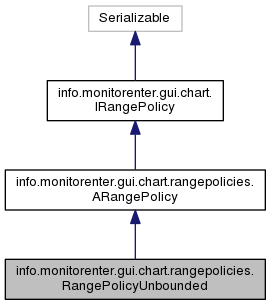 Serializable
info.monitorenter.gui.chart.
IRangePolicy
info.monitorenter.gui.chart.rangepolicies.
ARangePolicy
info.monitorenter.gui.chart.rangepolicies.
RangePolicyUnbounded